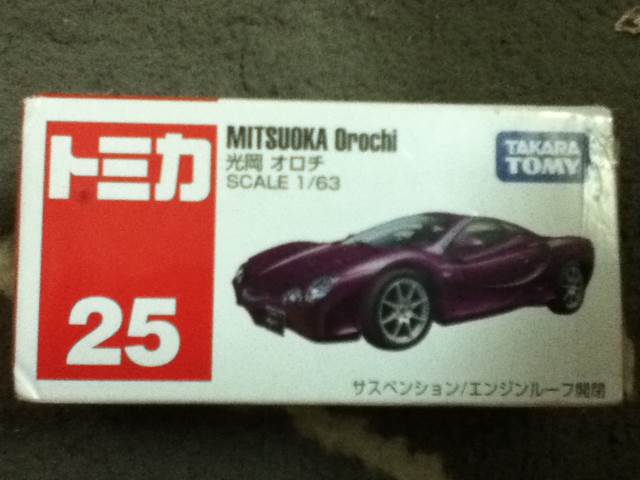 トミカ
25
MITSUOKA Orochi
光岡 オロチ
SCALE 1/63
TAKARA
TOMY
サスペンション/エンジンルーフ開閉